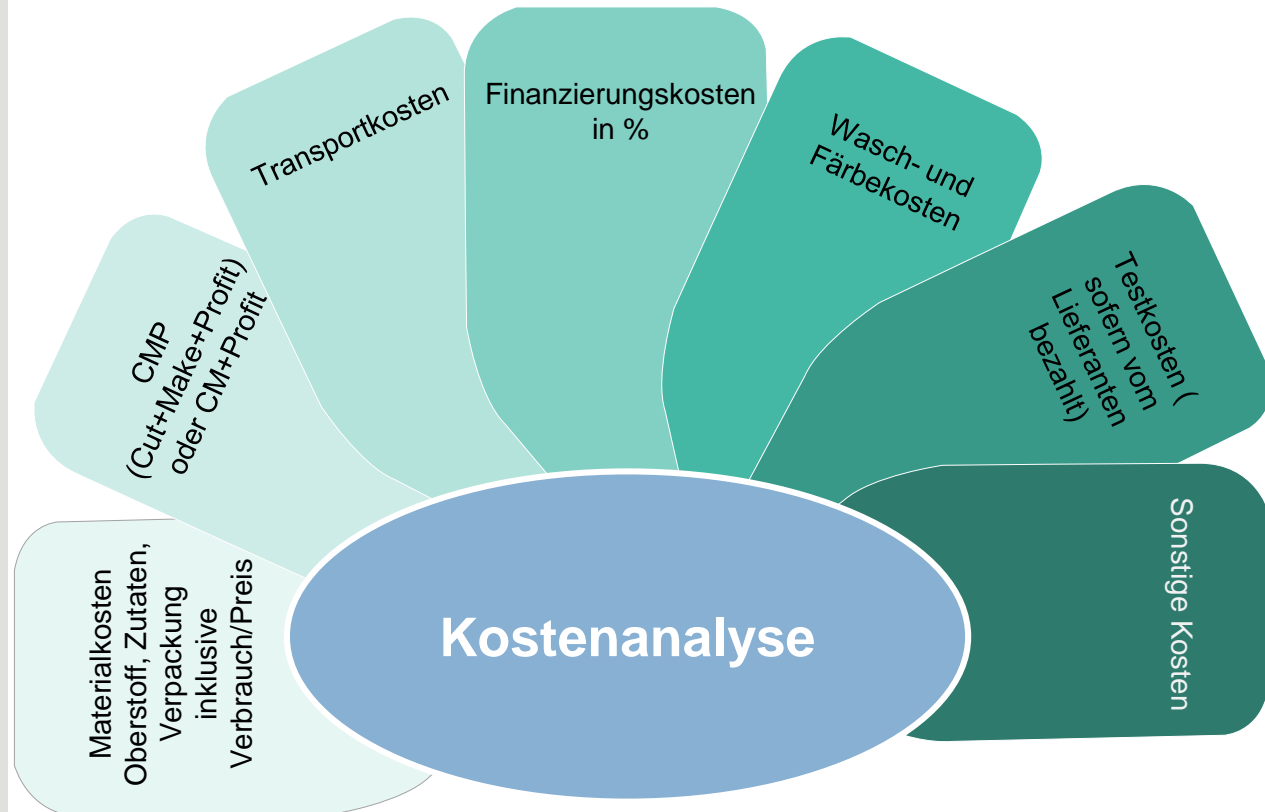 Materialkosten
Oberstoff, Zutaten,
Verpackung
inklusive
Verbrauch/Preis
CMP
(Cut+Make+Profit)
oder CM+Profit
Transportkosten
Finanzierungskosten
in %
Wasch- und
Färbekosten
Testkosten (
sofern vom
Lieferanten
bezahlt)
Sonstige Kosten
Kostenanalyse